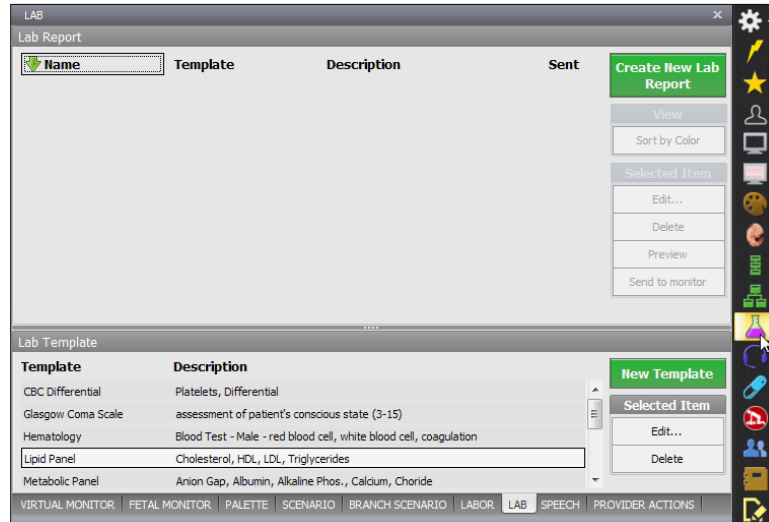 LAB
Lab Report
Name Template Description Sent
Create New Lab
Report
View
Sort by Color
Selected Item
Edit...
Delete
Preview
Send to monitor
Lab Template
Template Description
New Template
CBC Differential Platelets, Differential
Glasgow Coma Scale assessment of patient's conscious state (3-15)
Hematology Blood Test - Male - red blood cell, white blood cell, coagulation
Lipid Panel Cholesterol, HDL, LDL, Triglycerides
Metabolic Panel Anion Gap, Albumin, Alkaline Phos., Calcium, Choride
Selected Item
Edit...
Delete
VIRTUAL MONITOR FETAL MONITOR PALETTE SCENARIO BRANCH SCENARIO LABOR LAB SPEECH PROVIDER ACTIONS